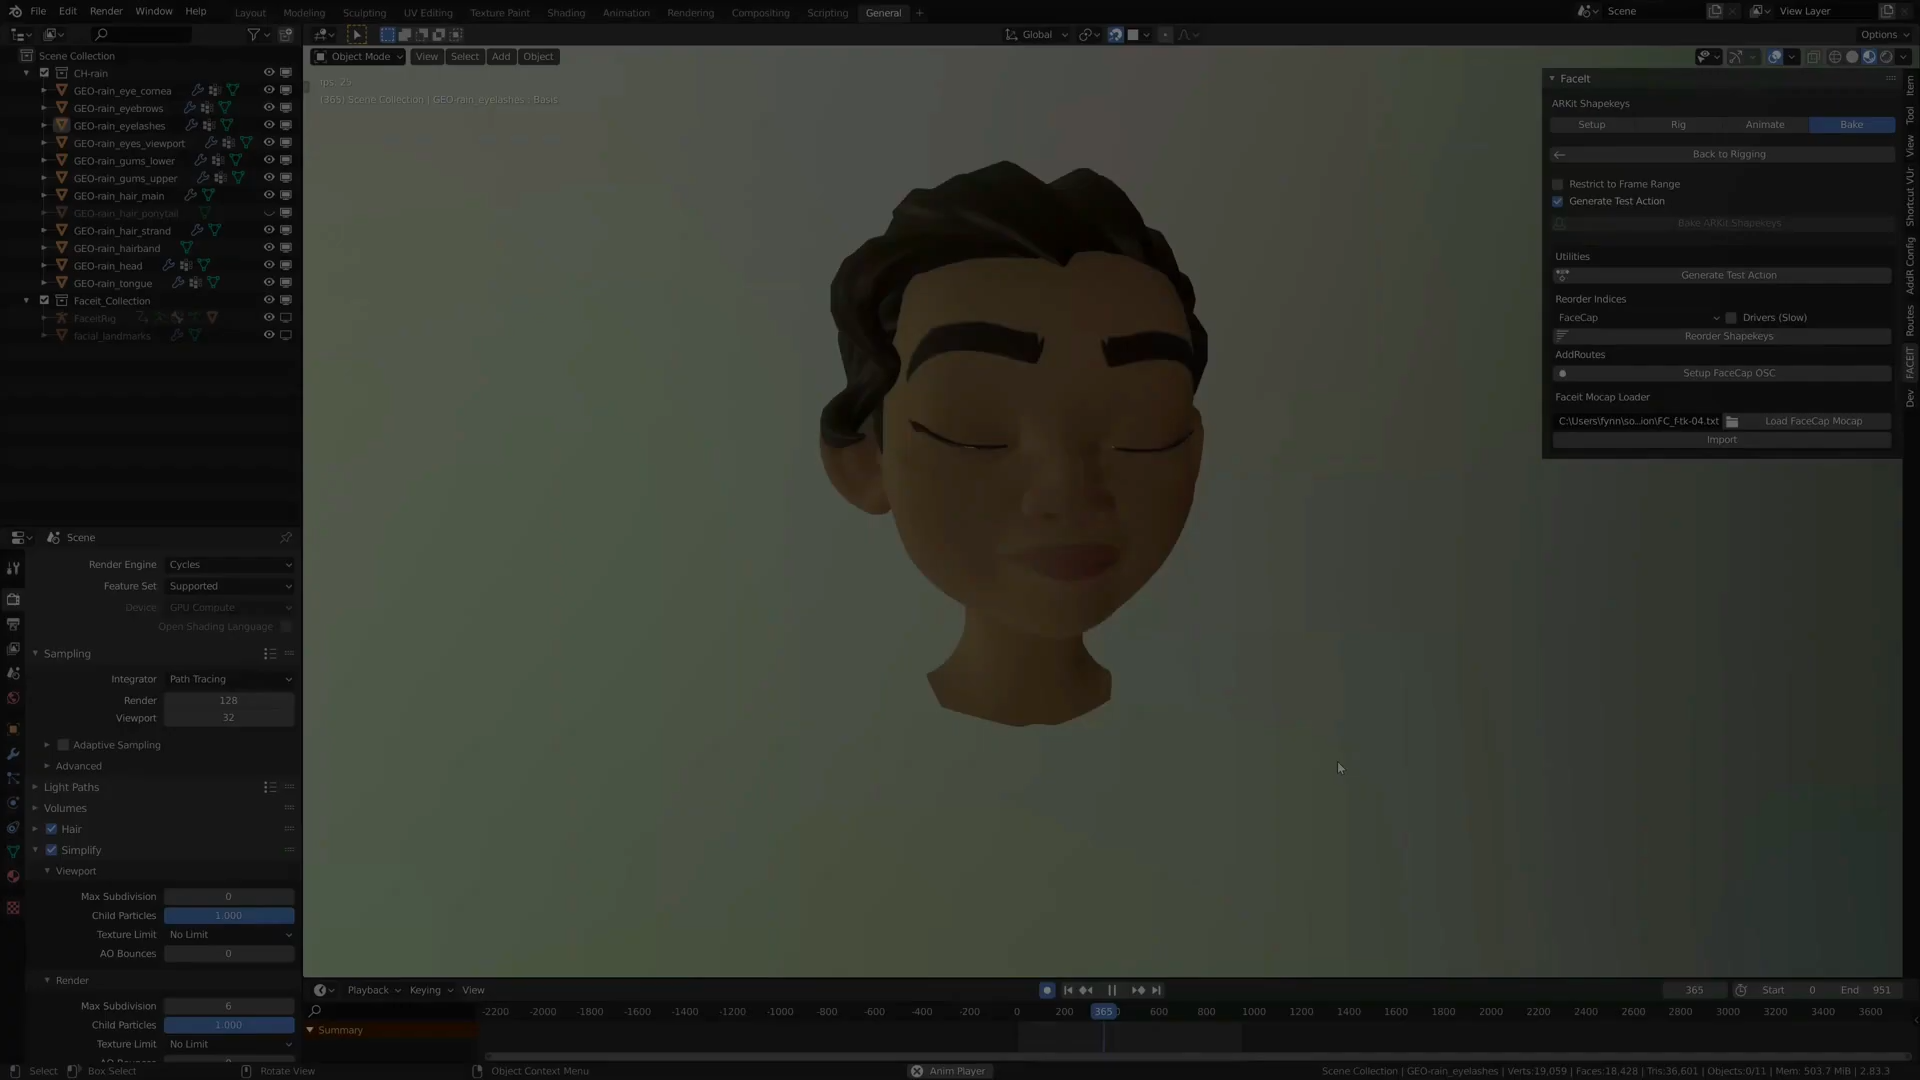 File Edit Render Window Help Layout Modeling Sculpting UV Editing Texture Paint Shading Animation Rendering Compositing Scripting General + Scene View Layer
Global Options
Object Mode View Select Add Object
Scene Collection
CH-rain
GEO-rain_eye_cornea
GEO-rain_eyebrows
GEO-rain_eyelashes
GEO-rain_eyes_viewport
GEO-rain_gums_lower
GEO-rain_gums_upper
GEO-rain_hair_main
GEO-rain_hair_ponytail
GEO-rain_hair_strand
GEO-rain_hairband
GEO-rain_head
GEO-rain_tongue
Faceit_Collection
FaceitRig
facial_landmarks
fps: 25
(365) Scene Collection | GEO-rain_eyelashes : Basis
FaceIt
ARKit Shapekeys
Setup Rig Animate Bake
Back to Rigging
Restrict to Frame Range
Generate Test Action
Bake ARKit Shapekeys
Utilities
Generate Test Action
Reorder Indices
FaceCap Drivers (Slow)
Reorder Shapekeys
AddRoutes
Setup FaceCap OSC
Faceit Mocap Loader
C:\Users\fynn\so...ion\FC_f-tk-04.txt Load FaceCap Mocap
Import
Item
Tool
View
Shortcut VUr
AddR Config
Routes
FACEIT
Dev
Scene
Render Engine Cycles
Feature Set Supported
Device GPU Compute
Open Shading Language
Sampling
Integrator Path Tracing
Render 128
Viewport 32
Adaptive Sampling
Advanced
Light Paths
Volumes
Hair
Simplify
Viewport
Max Subdivision 0
Child Particles 1.000
Texture Limit No Limit
AO Bounces 0
Render
Max Subdivision 6
Child Particles 1.000
Texture Limit No Limit
Playback Keying View 365 Start 0 End 951
-2200 -2000 -1800 -1600 -1400 -1200 -1000 -800 -600 -400 -200 0 200 365 600 800 1000 1200 1400 1600 1800 2000 2200 2400 2600 2800 3000 3200 3400 3600
Summary
Select Box Select Rotate View Object Context Menu Anim Player Scene Collection | GEO-rain_eyelashes | Verts:19,059 | Faces:18,428 | Tris:36,601 | Objects:0/11 | Mem: 503.7 MiB | 2.83.3